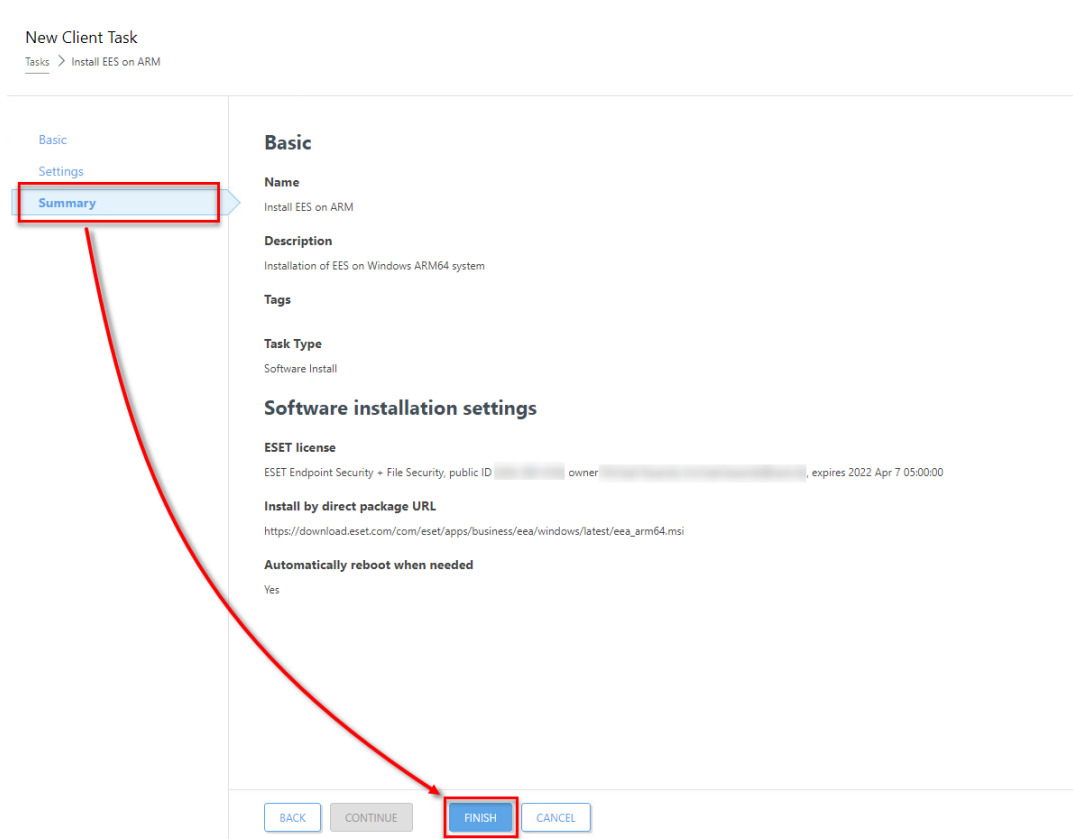 New Client Task
Tasks > Install EES on ARM
Basic
Settings
Summary
Basic
Name
Install EES on ARM
Description
Installation of EES on Windows ARM64 system
Tags
Task Type
Software Install
Software installation settings
ESET license
ESET Endpoint Security + File Security, public ID owner , expires 2022 Apr 7 05:00:00
Install by direct package URL
https://download.eset.com/com/eset/apps/business/eea/windows/latest/eea_arm64.msi
Automatically reboot when needed
Yes
BACK CONTINUE FINISH CANCEL